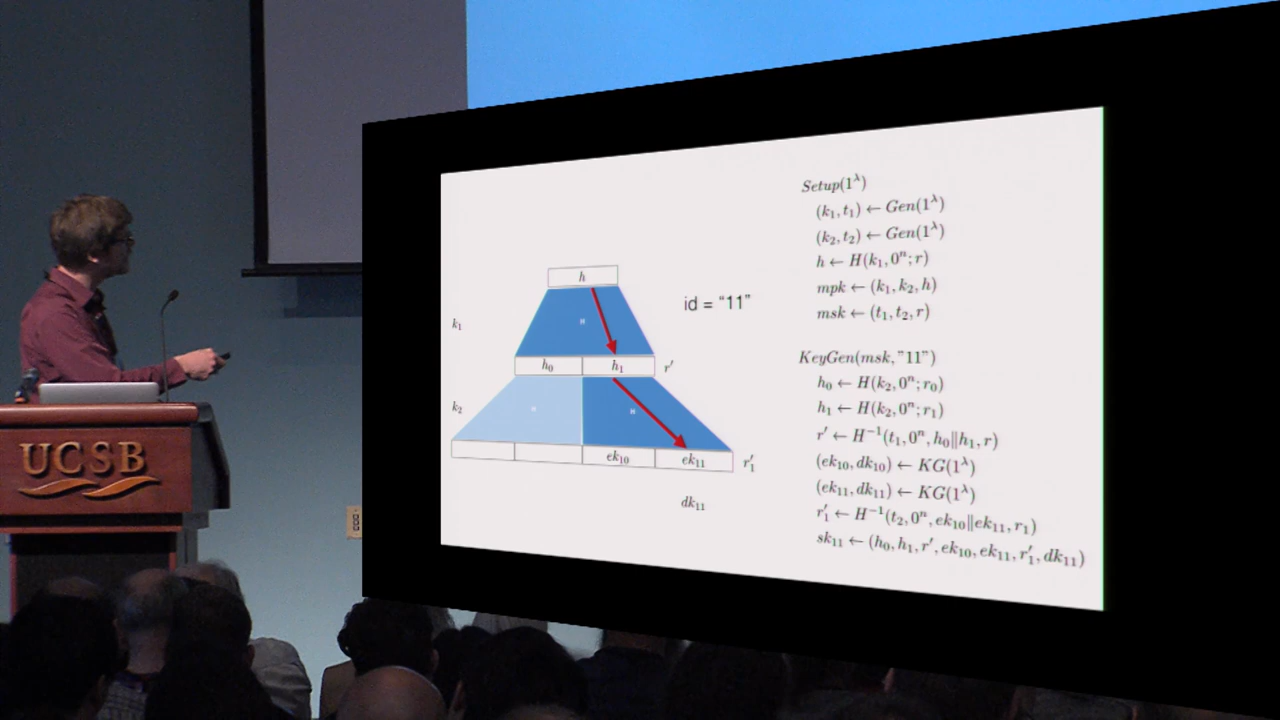 UCSB
h
H
k₁
h₀ h₁ r′
k₂
H H
ek₁₀ ek₁₁ r′₁
dk₁₁
id = “11”
Setup(1^λ)
(k₁, t₁) ← Gen(1^λ)
(k₂, t₂) ← Gen(1^λ)
h ← H(k₁, 0ⁿ; r)
mpk ← (k₁, k₂, h)
msk ← (t₁, t₂, r)
KeyGen(msk, ”11”)
h₀ ← H(k₂, 0ⁿ; r₀)
h₁ ← H(k₂, 0ⁿ; r₁)
r′ ← H⁻¹(t₁, 0ⁿ, h₀||h₁, r)
(ek₁₀, dk₁₀) ← KG(1^λ)
(ek₁₁, dk₁₁) ← KG(1^λ)
r′₁ ← H⁻¹(t₂, 0ⁿ, ek₁₀||ek₁₁, r₁)
sk₁₁ ← (h₀, h₁, r′, ek₁₀, ek₁₁, r′₁, dk₁₁)